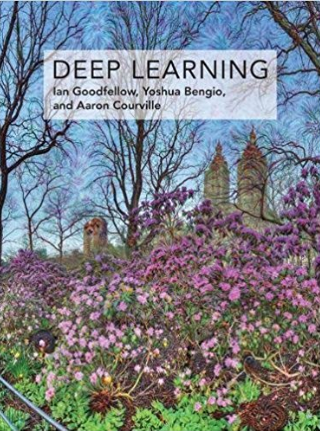 DEEP LEARNING
Ian Goodfellow, Yoshua Bengio,
and Aaron Courville